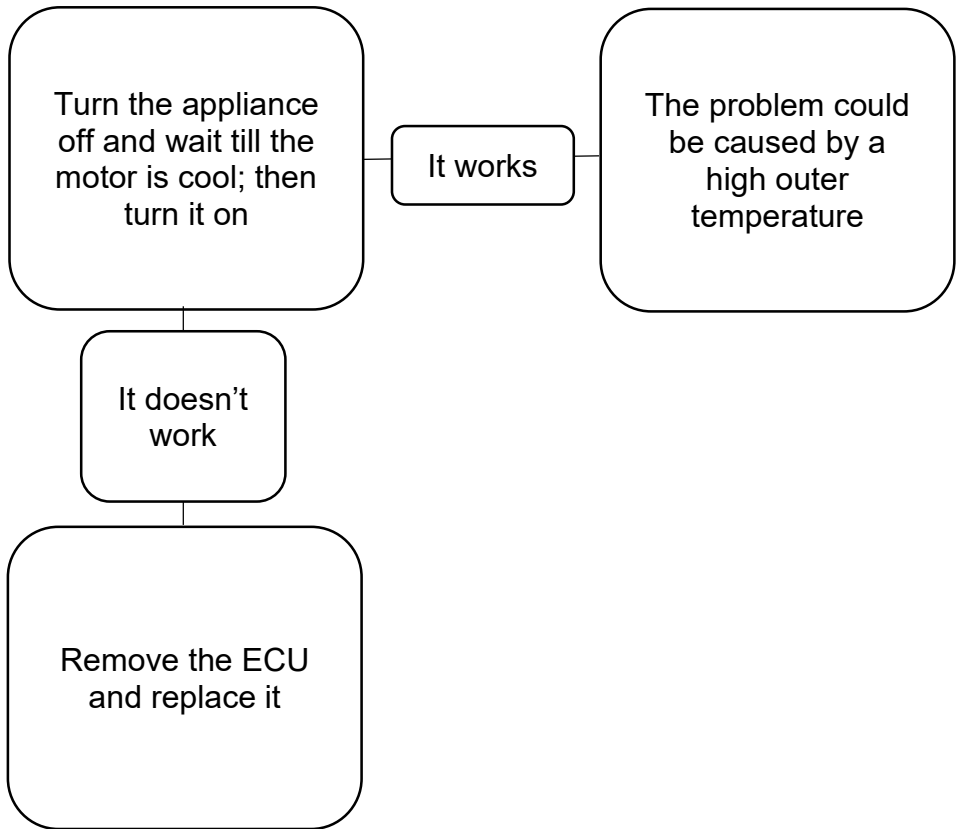 Turn the appliance
off and wait till the
motor is cool; then
turn it on
It works
The problem could
be caused by a
high outer
temperature
It doesn’t
work
Remove the ECU
and replace it